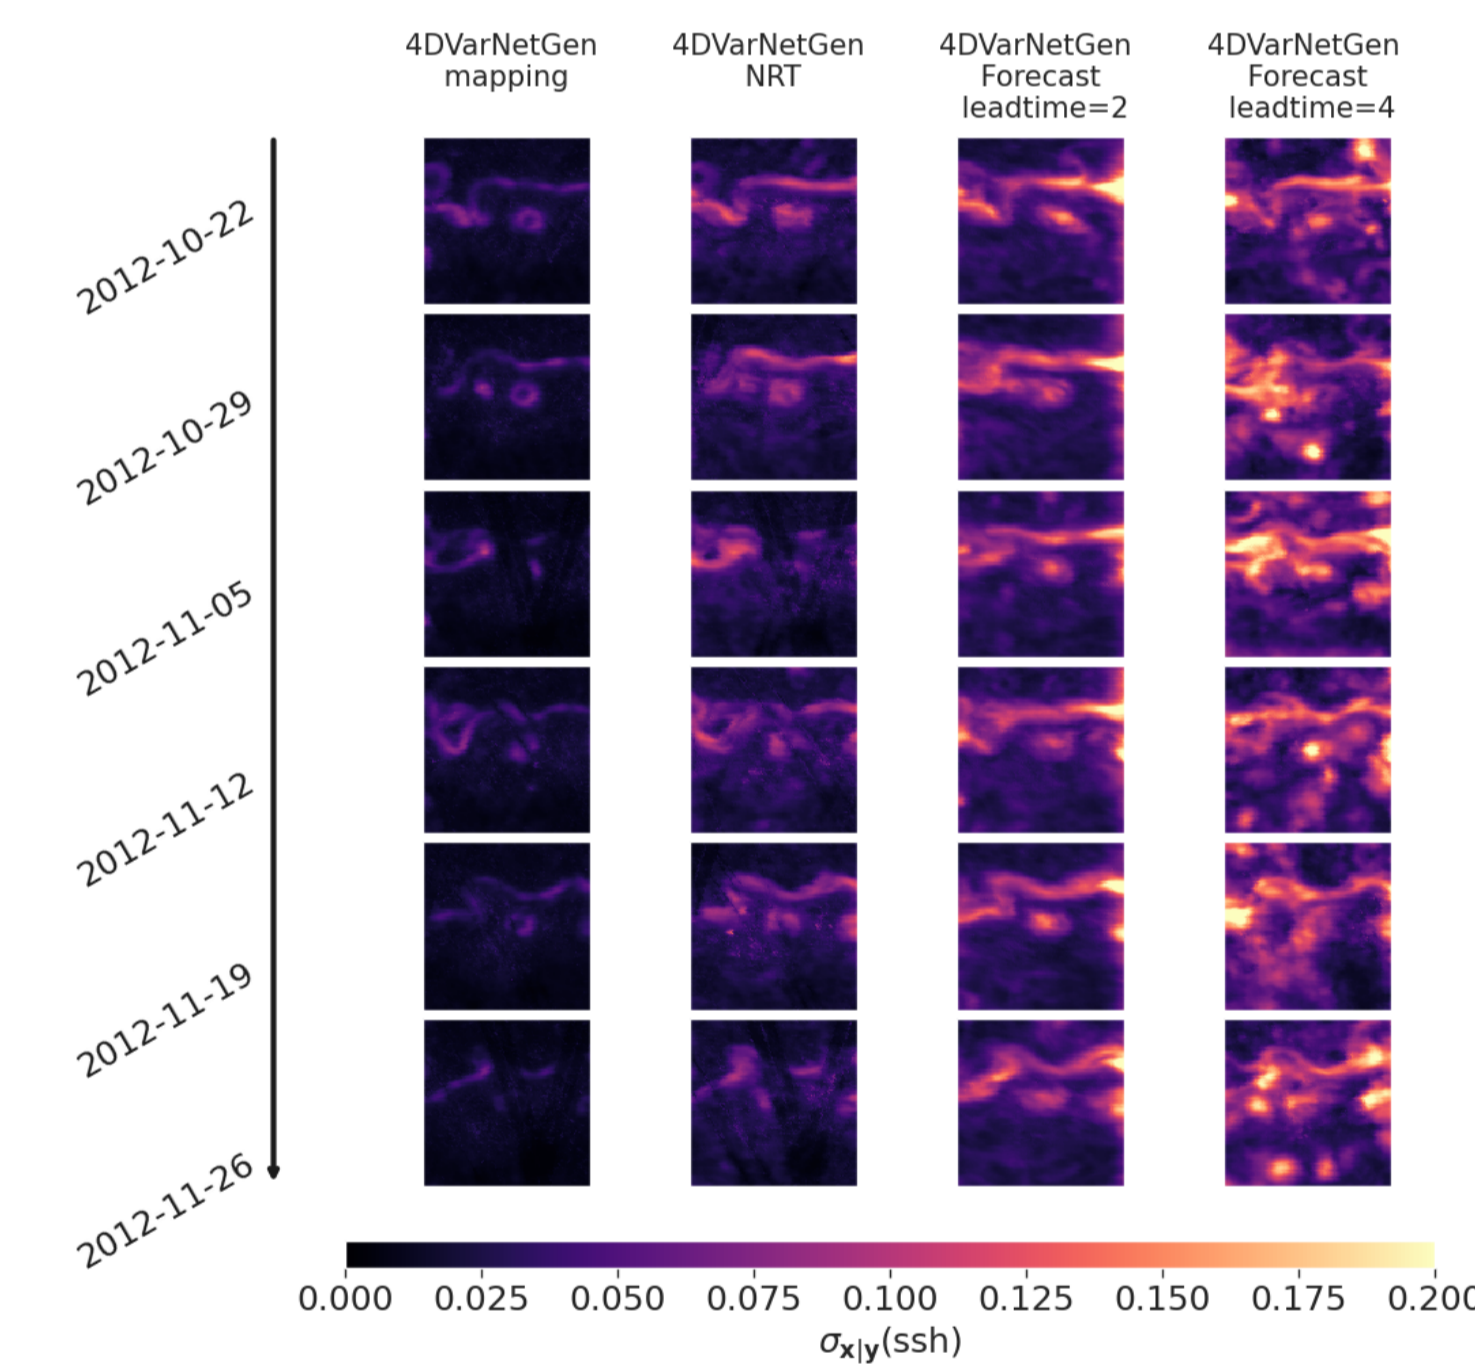 4DVarNetGen
mapping
4DVarNetGen
NRT
4DVarNetGen
Forecast
leadtime=2
4DVarNetGen
Forecast
leadtime=4
2012-10-22
2012-10-29
2012-11-05
2012-11-12
2012-11-19
2012-11-26
0.000 0.025 0.050 0.075 0.100 0.125 0.150 0.175 0.200
σx|y(ssh)